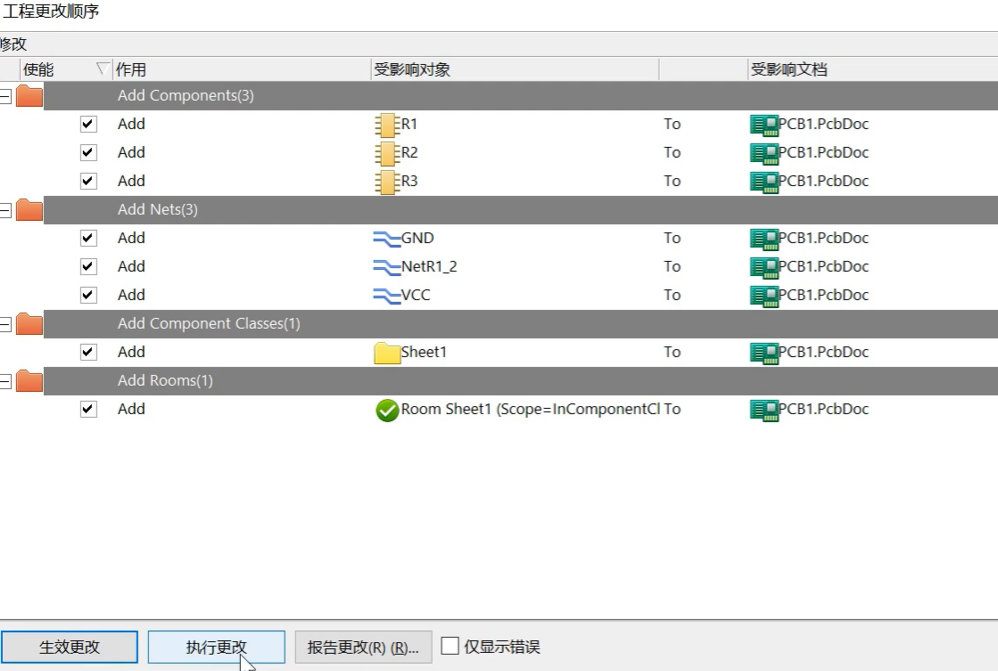 工程更改顺序
修改
使能 作用 受影响对象 受影响文档
Add Components(3)
Add R1 To PCB1.PcbDoc
Add R2 To PCB1.PcbDoc
Add R3 To PCB1.PcbDoc
Add Nets(3)
Add GND To PCB1.PcbDoc
Add NetR1_2 To PCB1.PcbDoc
Add VCC To PCB1.PcbDoc
Add Component Classes(1)
Add Sheet1 To PCB1.PcbDoc
Add Rooms(1)
Add Room Sheet1 (Scope=InComponentCl To PCB1.PcbDoc
生效更改 执行更改 报告更改(R) (R)... 仅显示错误